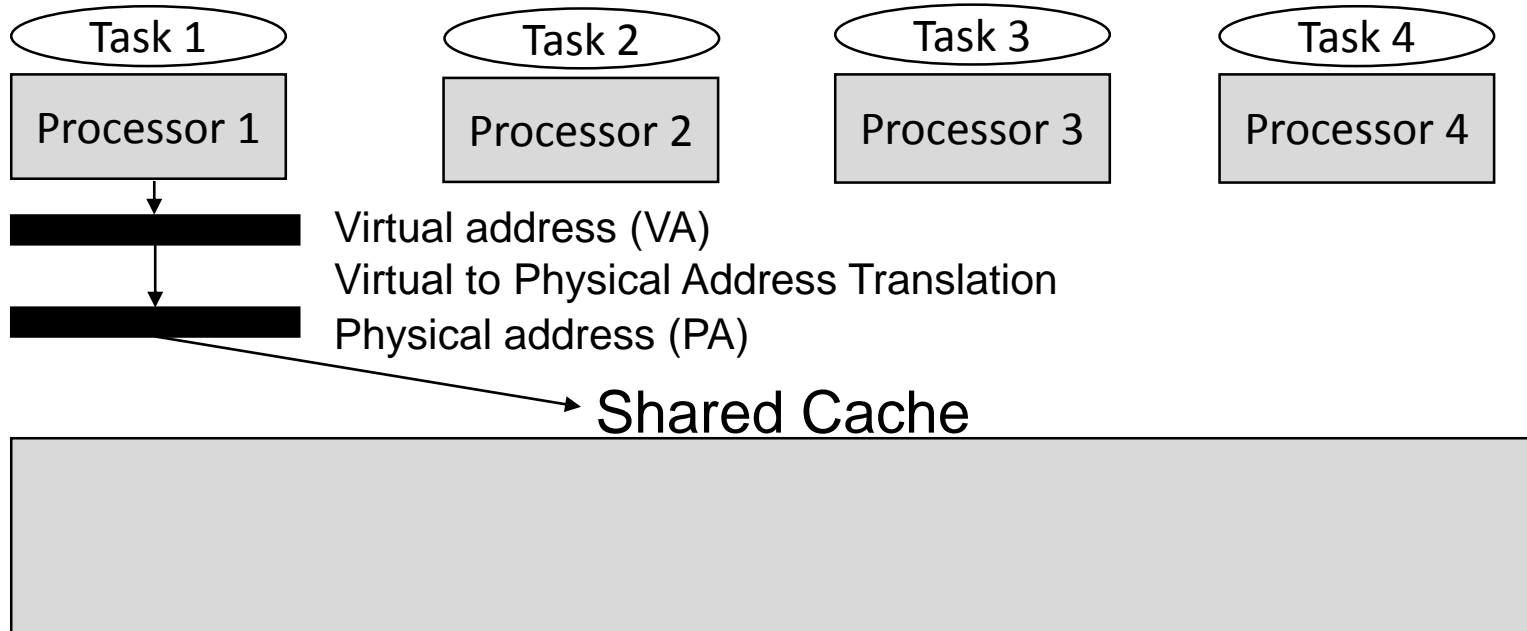 Task 1
Task 2
Task 3
Task 4
Processor 1
Processor 2
Processor 3
Processor 4
Virtual address (VA)
Virtual to Physical Address Translation
Physical address (PA)
Shared Cache